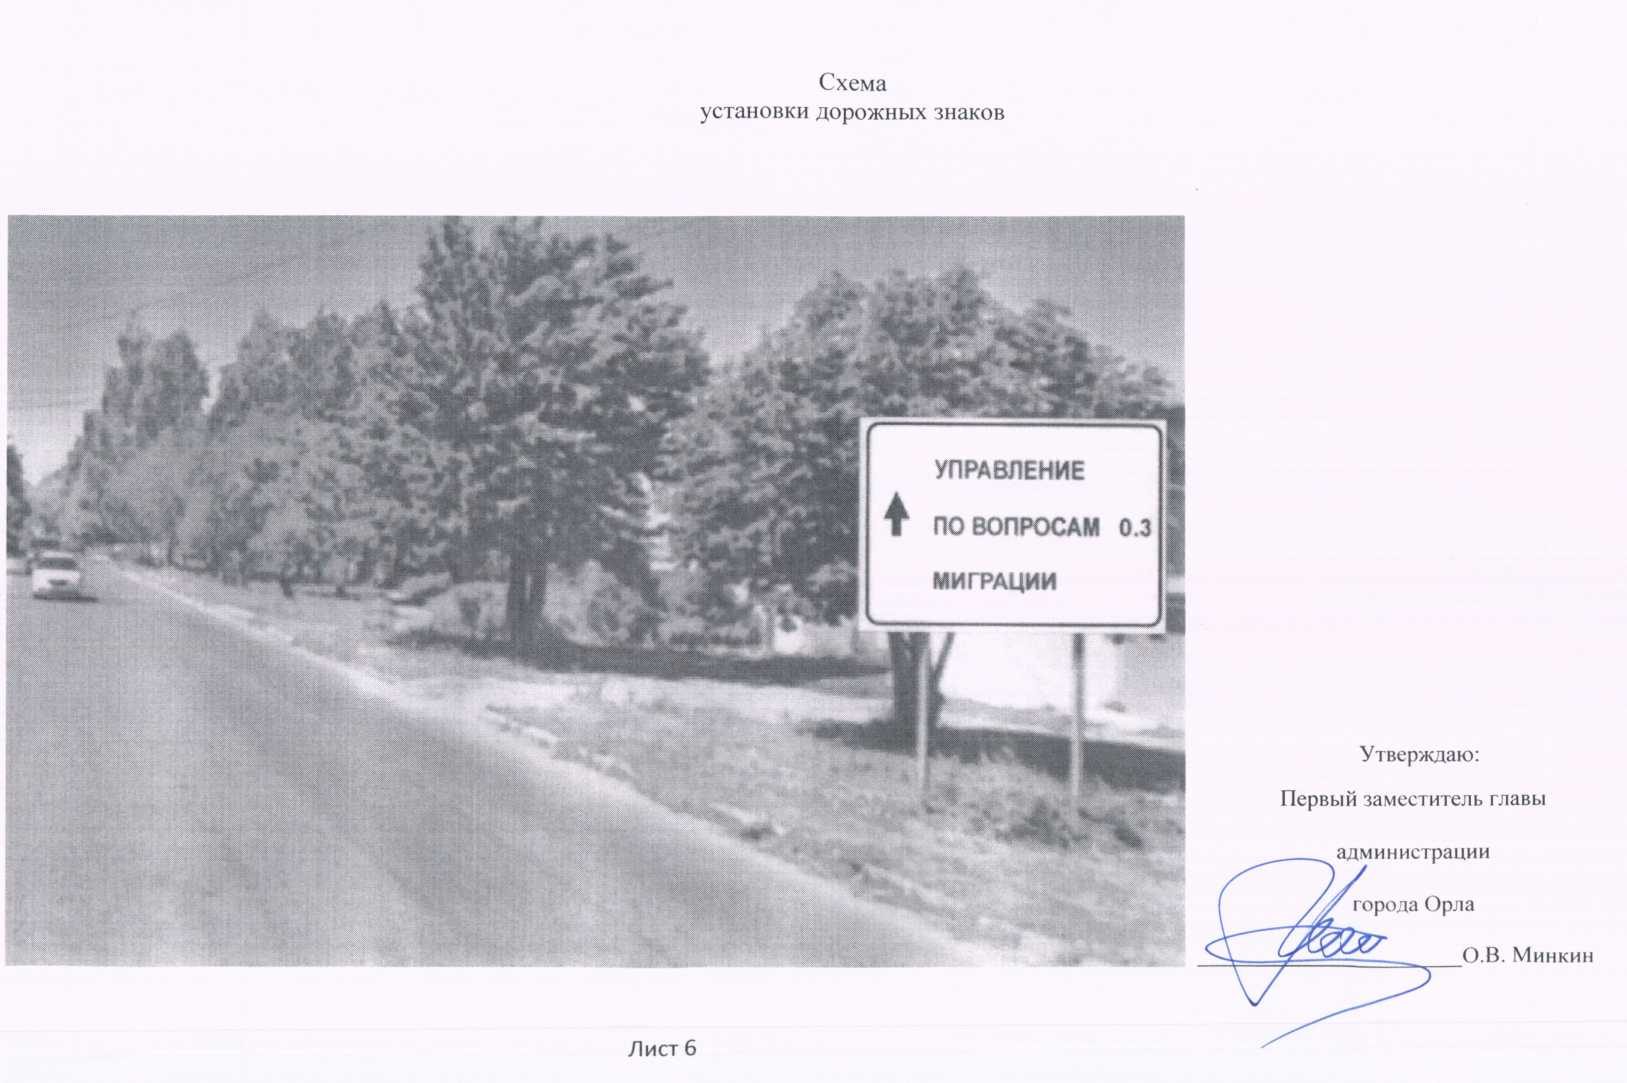 Схема
установки дорожных знаков
УПРАВЛЕНИЕ
ПО ВОПРОСАМ 0.3
МИГРАЦИИ
Утверждаю:
Первый заместитель главы
администрации
города Орла
О.В. Минкин
Лист 6